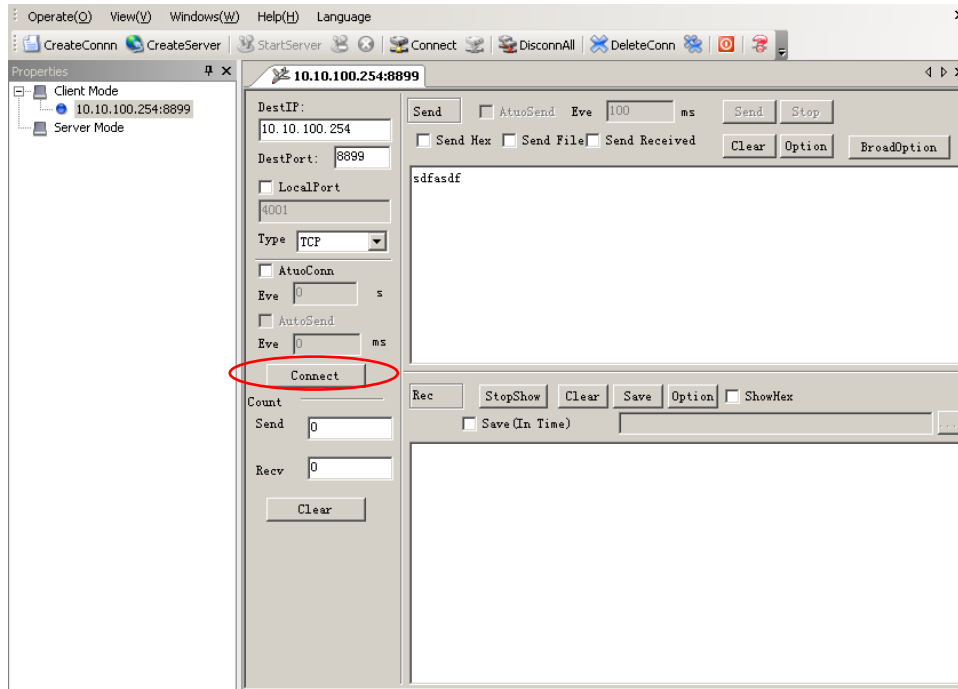 Operate(O) View(V) Windows(W) Help(H) Language
CreateConnn CreateServer StartServer Connect DisconnAll DeleteConn
Properties
Client Mode
10.10.100.254:8899
Server Mode
10.10.100.254:8899
DestIP:
10.10.100.254
DestPort: 8899
LocalPort
4001
Type TCP
AtuoConn
Eve 0 s
AutoSend
Eve 0 ms
Connect
Count
Send 0
Recv 0
Clear
Send AtuoSend Eve 100 ms Send Stop
Send Hex Send File Send Received Clear Option BroadOption
sdfasdf
Rec StopShow Clear Save Option ShowHex
Save(In Time) ...